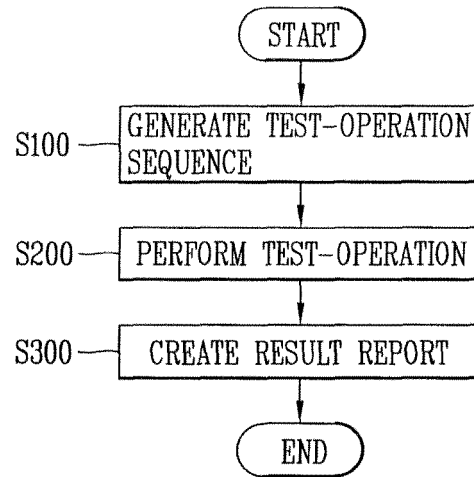 START
S100
GENERATE TEST-OPERATION
SEQUENCE
S200
PERFORM TEST-OPERATION
S300
CREATE RESULT REPORT
END